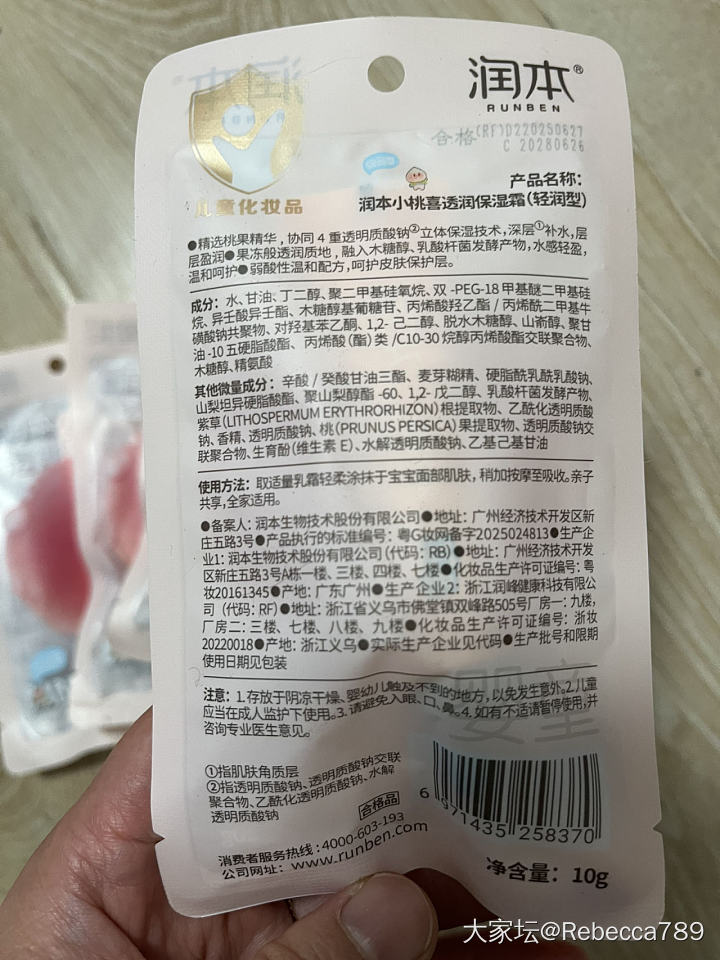 润本®
RUNBEN
合格(RF)D220250627
C 20280626
儿童化妆品
产品名称：
润本小桃喜透润保湿霜(轻润型)
●精选桃果精华，协同4重透明质酸钠②立体保湿技术，深层①补水，层
层盈润●果冻般透润质地，融入木糖醇、乳酸杆菌发酵产物，水感轻盈，
温和呵护●弱酸性温和配方，呵护皮肤保护层。
成分：水、甘油、丁二醇、聚二甲基硅氧烷、双-PEG-18甲基醚二甲基硅
烷、异壬酸异壬酯、木糖醇基葡糖苷、丙烯酸羟乙酯/丙烯酰二甲基牛
磺酸钠共聚物、对羟基苯乙酮、1,2-己二醇、脱水木糖醇、山嵛醇、聚甘
油-10五硬脂酸酯、丙烯酸(酯)类/C10-30烷醇丙烯酸酯交联聚合物、
木糖醇、精氨酸
其他微量成分：辛酸/癸酸甘油三酯、麦芽糊精、硬脂酰乳酰乳酸钠、
山梨坦异硬脂酸酯、聚山梨醇酯-60、1,2-戊二醇、乳酸杆菌发酵产物、
紫草(LITHOSPERMUM ERYTHRORHIZON)根提取物、乙酰化透明质酸
钠、香精、透明质酸钠、桃(PRUNUS PERSICA)果提取物、透明质酸钠交
联聚合物、生育酚(维生素E)、水解透明质酸钠、乙基己基甘油
使用方法：取适量乳霜轻柔涂抹于宝宝面部肌肤，稍加按摩至吸收。亲子
共享，全家适用。
●备案人：润本生物技术股份有限公司●地址：广州经济技术开发区新
庄五路3号●产品执行的标准编号：粤G妆网备字2025024813●生产企
业1：润本生物技术股份有限公司(代码：RB)●地址：广州经济技术开发
区新庄五路3号A栋一楼、三楼、四楼、七楼●化妆品生产许可证编号：粤
妆20161345●产地：广东广州●生产企业2：浙江润峰健康科技有限公
司(代码：RF)●地址：浙江省义乌市佛堂镇双峰路505号厂房一：九楼，
厂房二：三楼、七楼、八楼、九楼●化妆品生产许可证编号：浙妆
20220018●产地：浙江义乌●实际生产企业见代码●生产批号和限期
使用日期见包装
注意：1.存放于阴凉干燥、婴幼儿触及不到的地方，以免发生意外。2.儿童
应当在成人监护下使用。3.请避免入眼、口、鼻。4.如有不适请暂停使用，并
咨询专业医生意见。
婴童
①指肌肤角质层
②指透明质酸钠、透明质酸钠交联
聚合物、乙酰化透明质酸钠、水解
透明质酸钠
合格品
6 971435 258370
消费者服务热线：4000-603-193
公司网址：www.runben.com
净含量：10g
大家坛@Rebecca789